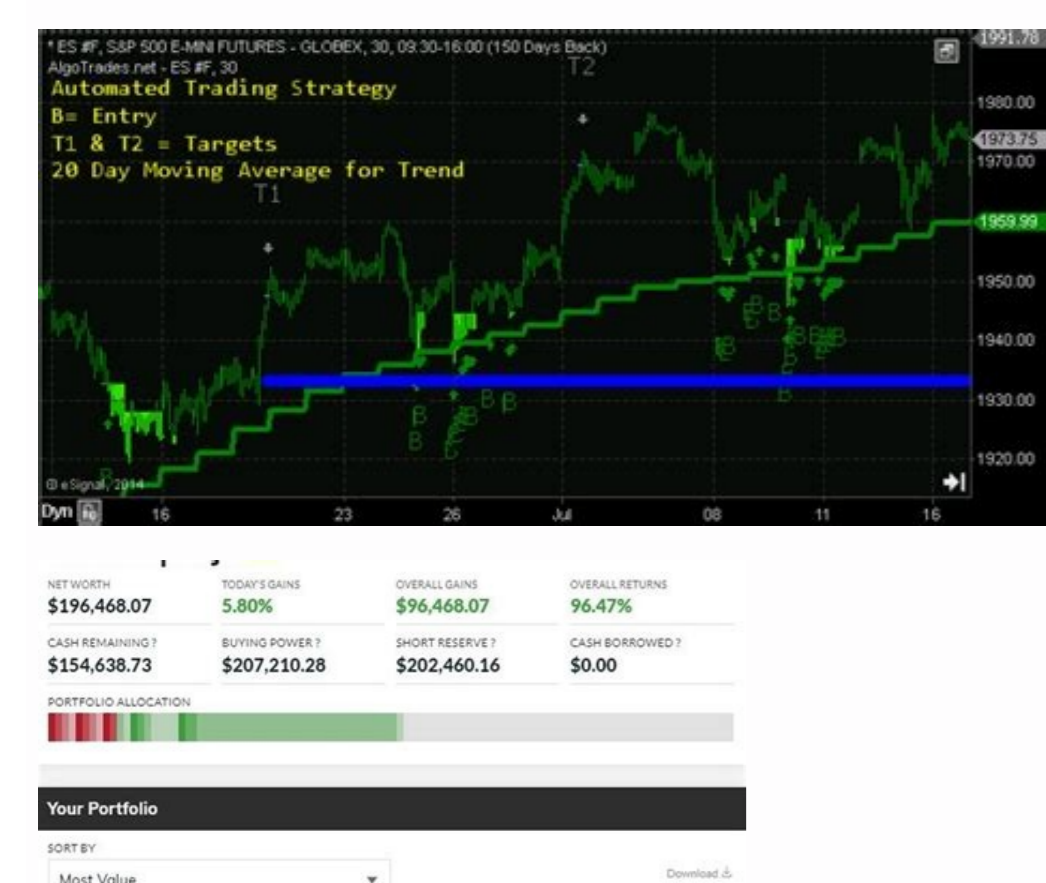 * ES #F, S&P 500 E-MINI FUTURES - GLOBEX, 30, 09:30-16:00 (150 Days Back)
AlgoTrades.net - ES #F, 30
Automated Trading Strategy
B= Entry
T1 & T2 = Targets
20 Day Moving Average for Trend
T1
T2
1991.78
1980.00
1973.75
1970.00
1959.99
1950.00
1940.00
1930.00
1920.00
B
B
B
B
B
B
B
B
B
B
B
© eSignal, 2014
Dyn
16
23
26
Jul
08
11
16
NET WORTH
TODAY'S GAINS
OVERALL GAINS
OVERALL RETURNS
$196,468.07
5.80%
$96,468.07
96.47%
CASH REMAINING ?
BUYING POWER ?
SHORT RESERVE ?
CASH BORROWED ?
$154,638.73
$207,210.28
$202,460.16
$0.00
PORTFOLIO ALLOCATION
Your Portfolio
SORT BY
Most Value
Download